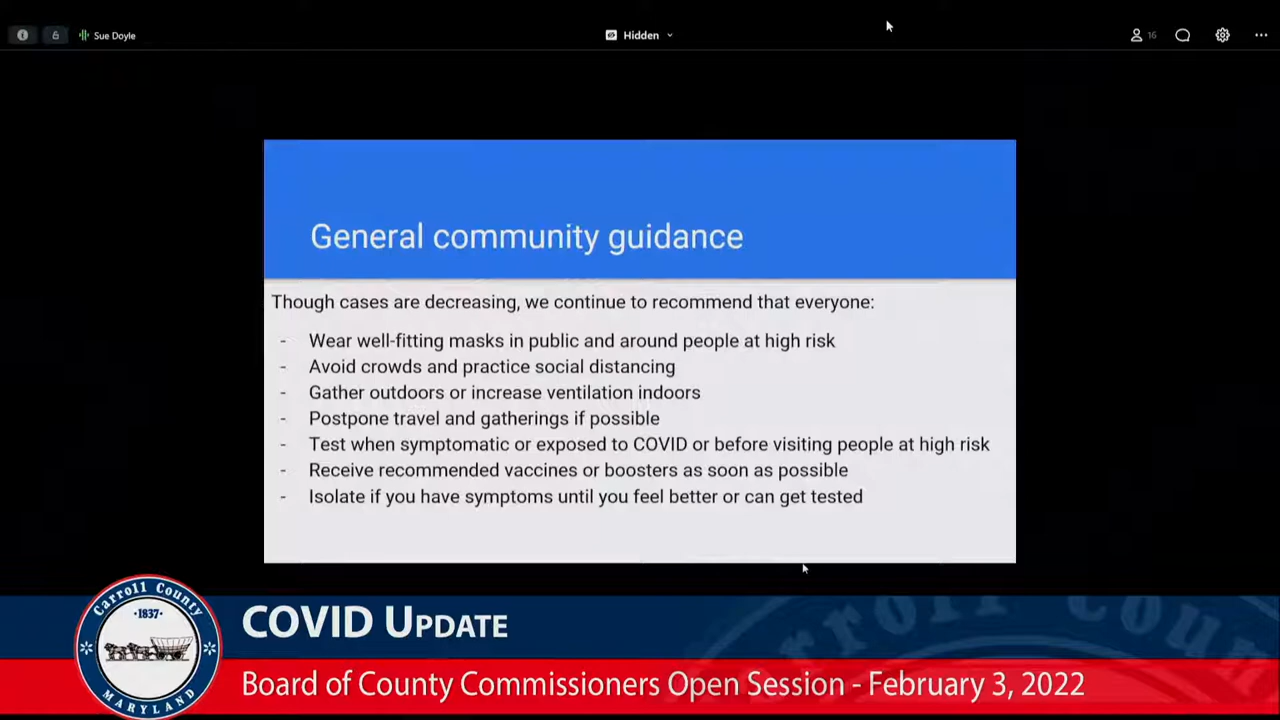 Sue Doyle
Hidden
16
General community guidance
Though cases are decreasing, we continue to recommend that everyone:
- Wear well-fitting masks in public and around people at high risk
- Avoid crowds and practice social distancing
- Gather outdoors or increase ventilation indoors
- Postpone travel and gatherings if possible
- Test when symptomatic or exposed to COVID or before visiting people at high risk
- Receive recommended vaccines or boosters as soon as possible
- Isolate if you have symptoms until you feel better or can get tested
Carroll County
·1837·
MARYLAND
COVID UPDATE
Board of County Commissioners Open Session - February 3, 2022